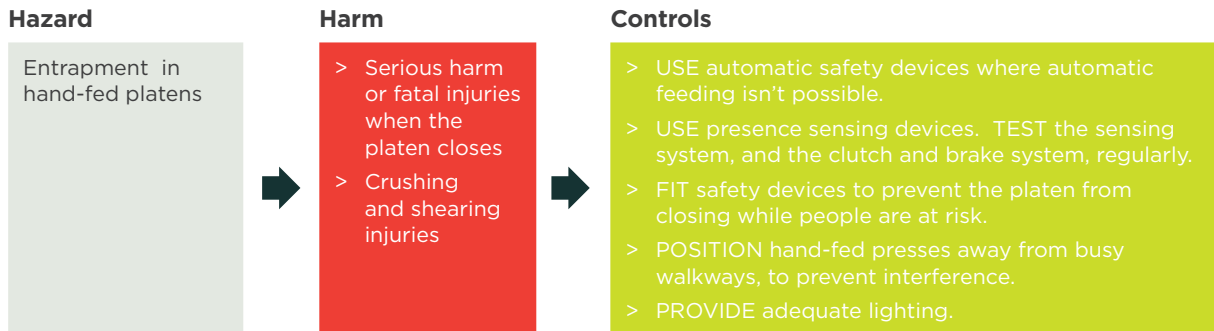 Hazard
Entrapment in
hand-fed platens
Harm
> Serious harm
or fatal injuries
when the
platen closes
> Crushing
and shearing
injuries
Controls
> USE automatic safety devices where automatic
feeding isn't possible.
> USE presence sensing devices. TEST the sensing
system, and the clutch and brake system, regularly.
> FIT safety devices to prevent the platen from
closing while people are at risk.
> POSITION hand-fed presses away from busy
walkways, to prevent interference.
> PROVIDE adequate lighting.